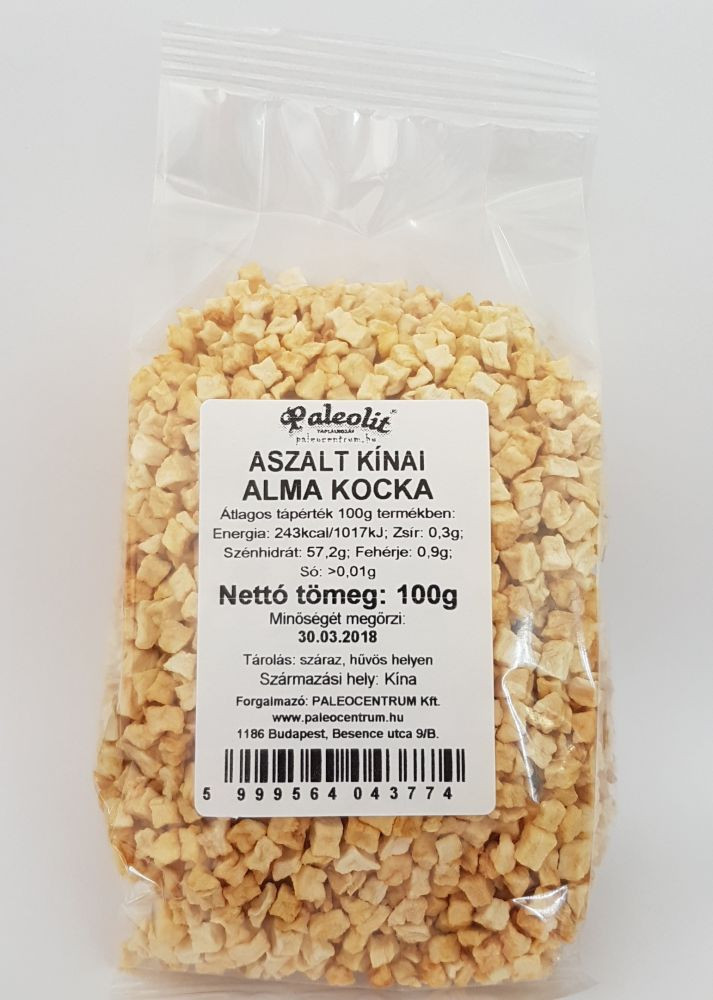 Paleolit®
TÁPLÁLKOZÁS
paleocentrum.hu
ASZALT KÍNAI
ALMA KOCKA
Átlagos tápérték 100g termékben:
Energia: 243kcal/1017kJ; Zsír: 0,3g;
Szénhidrát: 57,2g; Fehérje: 0,9g;
Só: >0,01g
Nettó tömeg: 100g
Minőségét megőrzi:
30.03.2018
Tárolás: száraz, hűvös helyen
Származási hely: Kína
Forgalmazó: PALEOCENTRUM Kft.
www.paleocentrum.hu
1186 Budapest, Besence utca 9/B.
5 999564 043774